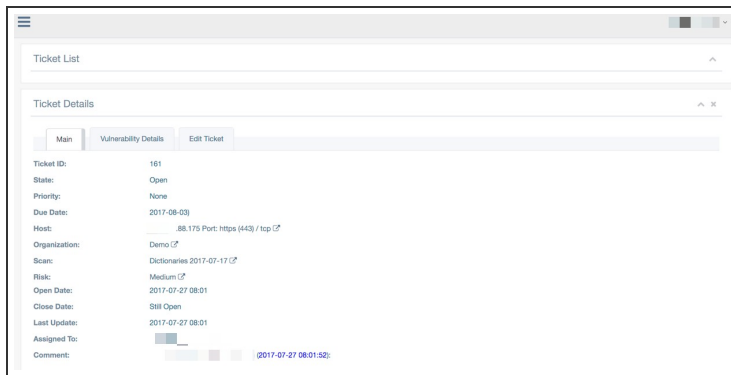 Ticket List
Ticket Details
Main Vulnerability Details Edit Ticket
Ticket ID: 161
State: Open
Priority: None
Due Date: 2017-08-03)
Host: .88.175 Port: https (443) / tcp
Organization: Demo
Scan: Dictionaries 2017-07-17
Risk: Medium
Open Date: 2017-07-27 08:01
Close Date: Still Open
Last Update: 2017-07-27 08:01
Assigned To:
Comment: (2017-07-27 08:01:52):